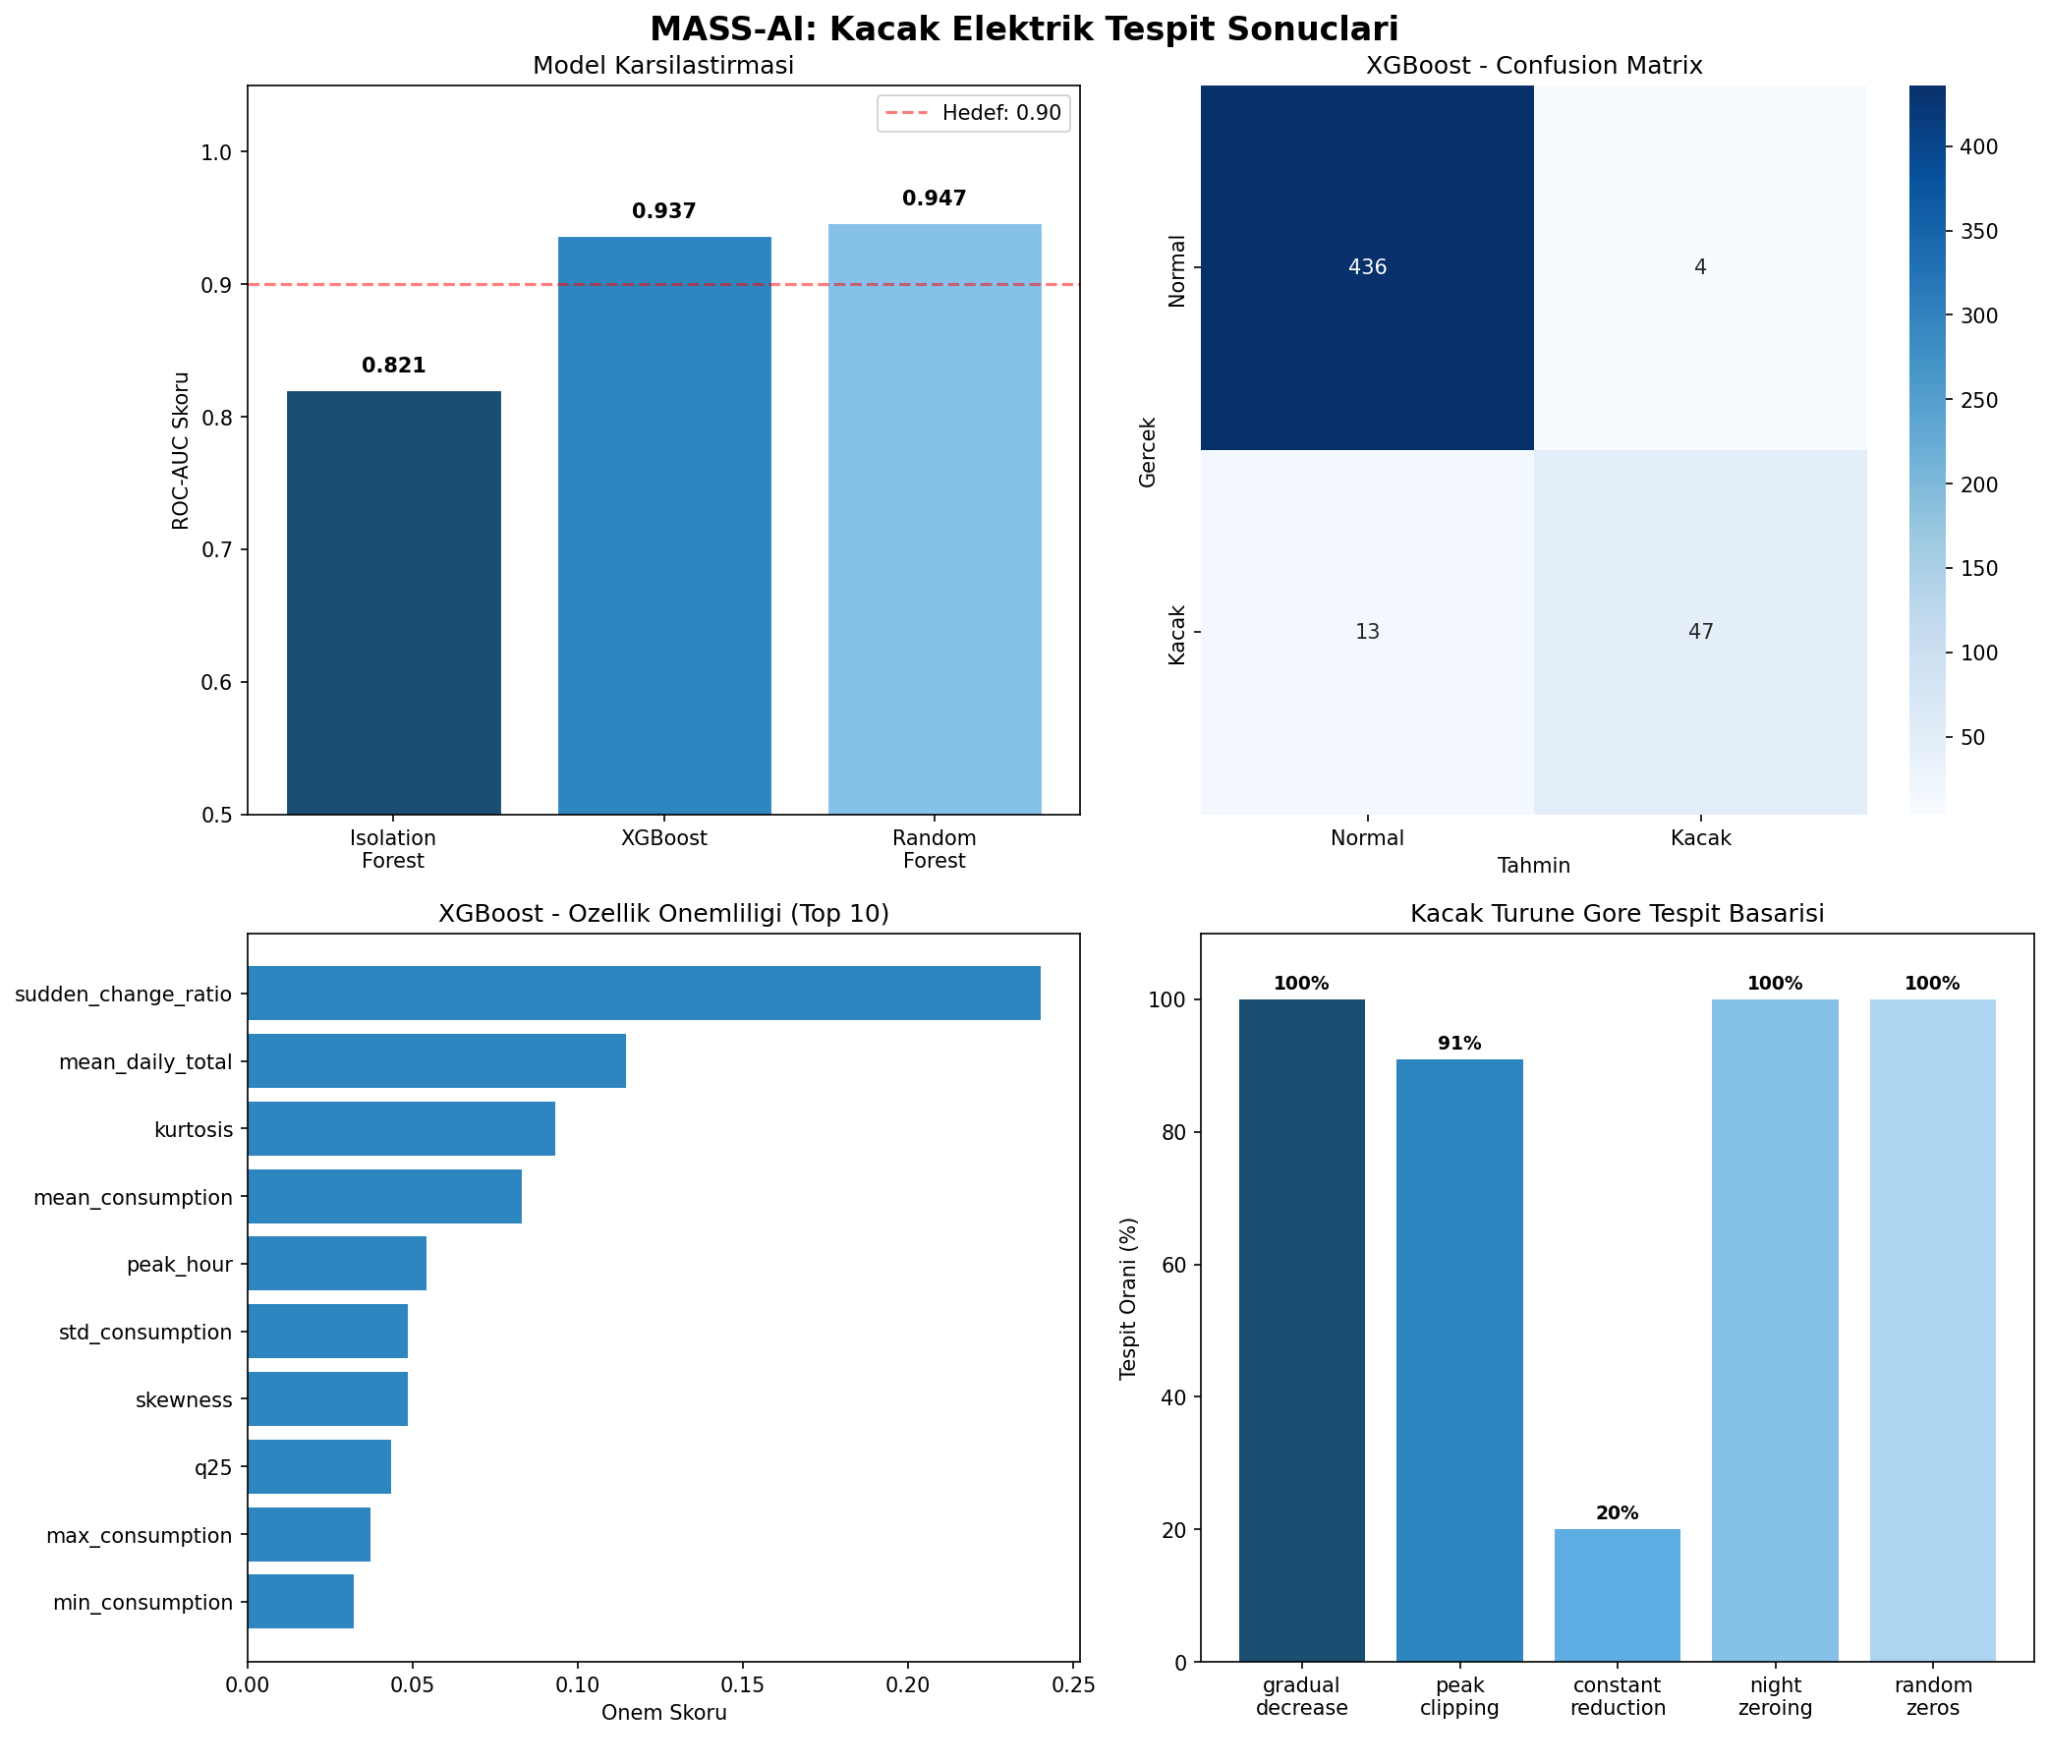 MASS-AI: Kacak Elektrik Tespit Sonuclari
Model Karsilastirmasi
Hedef: 0.90
ROC-AUC Skoru
1.0
0.9
0.8
0.7
0.6
0.5
0.821
0.937
0.947
Isolation
Forest
XGBoost
Random
Forest
XGBoost - Confusion Matrix
Gercek
Normal
Kacak
436
4
13
47
Normal
Kacak
Tahmin
400
350
300
250
200
150
100
50
XGBoost - Ozellik Onemliligi (Top 10)
sudden_change_ratio
mean_daily_total
kurtosis
mean_consumption
peak_hour
std_consumption
skewness
q25
max_consumption
min_consumption
0.00
0.05
0.10
0.15
0.20
0.25
Onem Skoru
Kacak Turune Gore Tespit Basarisi
Tespit Orani (%)
100
80
60
40
20
0
100%
91%
20%
100%
100%
gradual
decrease
peak
clipping
constant
reduction
night
zeroing
random
zeros